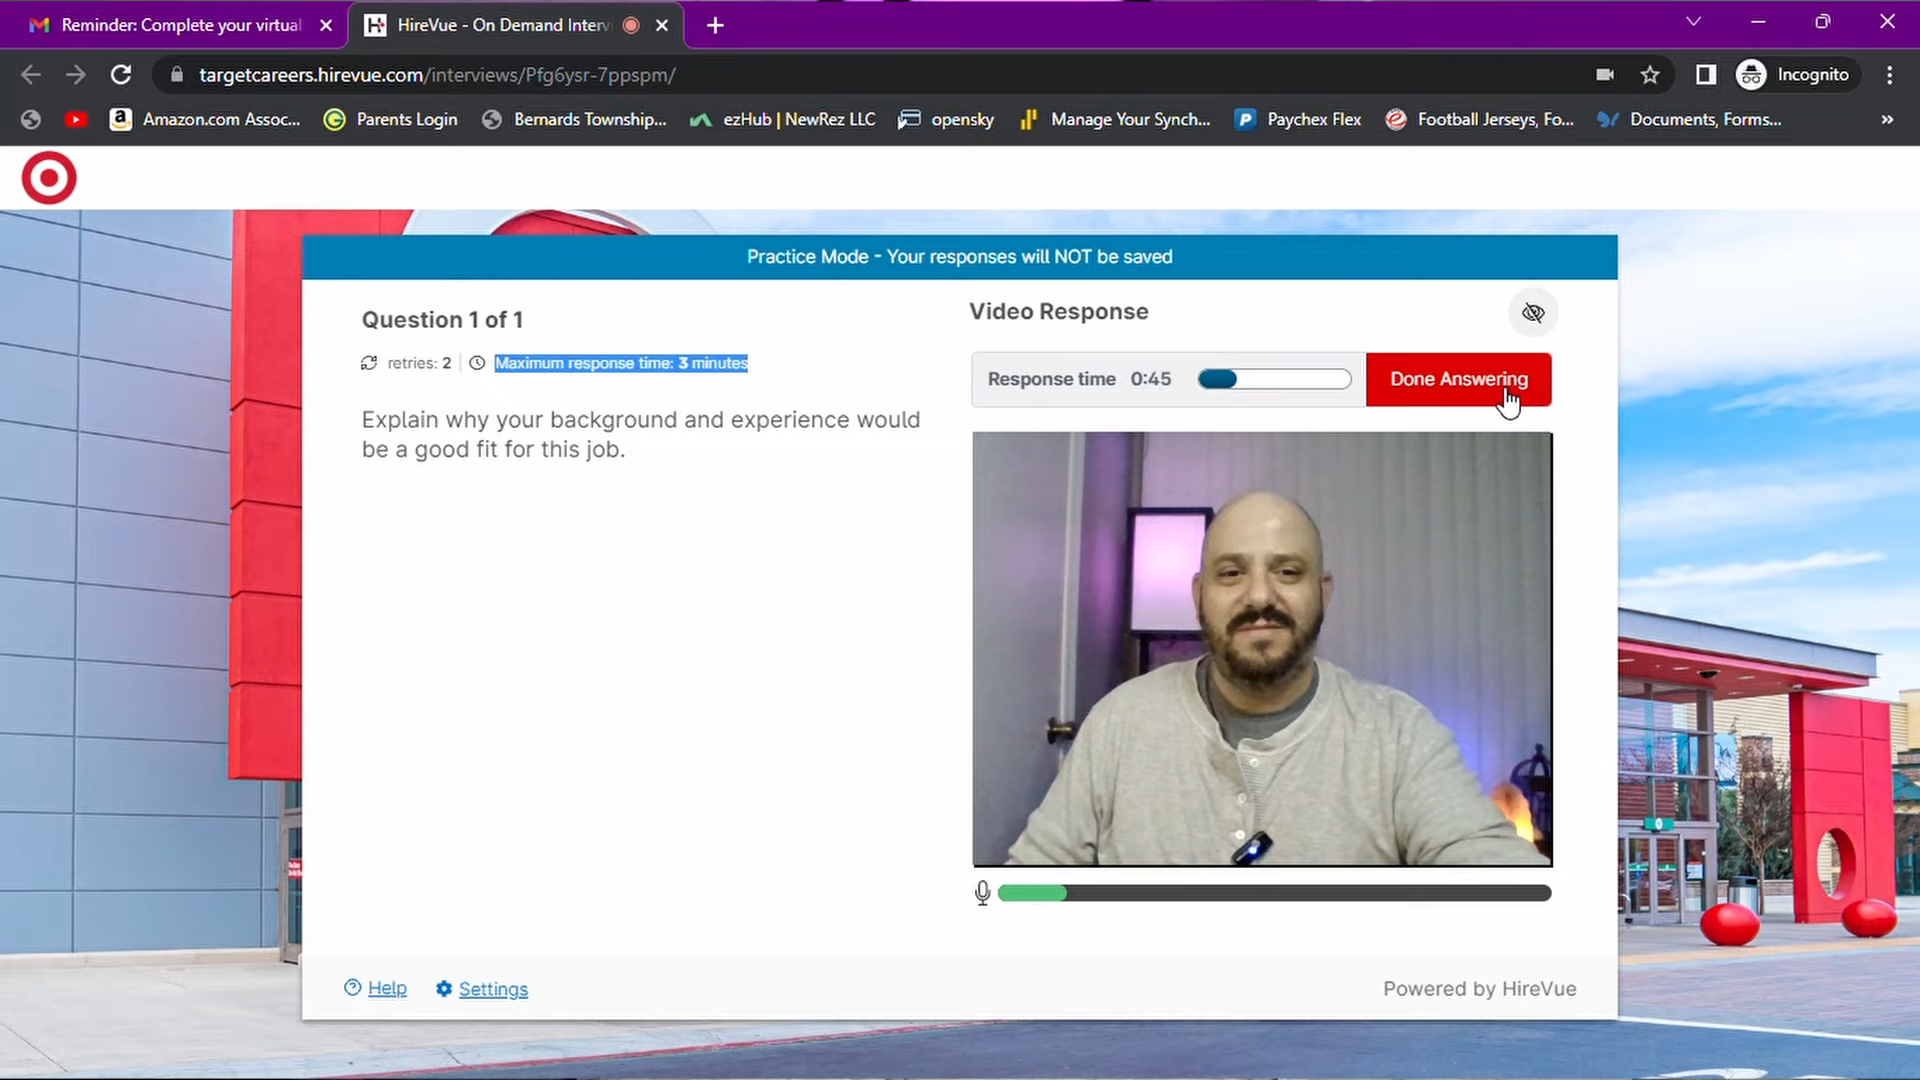 Reminder: Complete your virtual
HireVue - On Demand Interv
targetcareers.hirevue.com/interviews/Pfg6ysr-7ppspm/
Incognito
Amazon.com Assoc...
Parents Login
Bernards Township...
ezHub | NewRez LLC
opensky
Manage Your Synch...
Paychex Flex
Football Jerseys, Fo...
Documents, Forms...
»
Practice Mode - Your responses will NOT be saved
Question 1 of 1
retries: 2
Maximum response time: 3 minutes
Explain why your background and experience would
be a good fit for this job.
Video Response
Response time 0:45
Done Answering
Help
Settings
Powered by HireVue